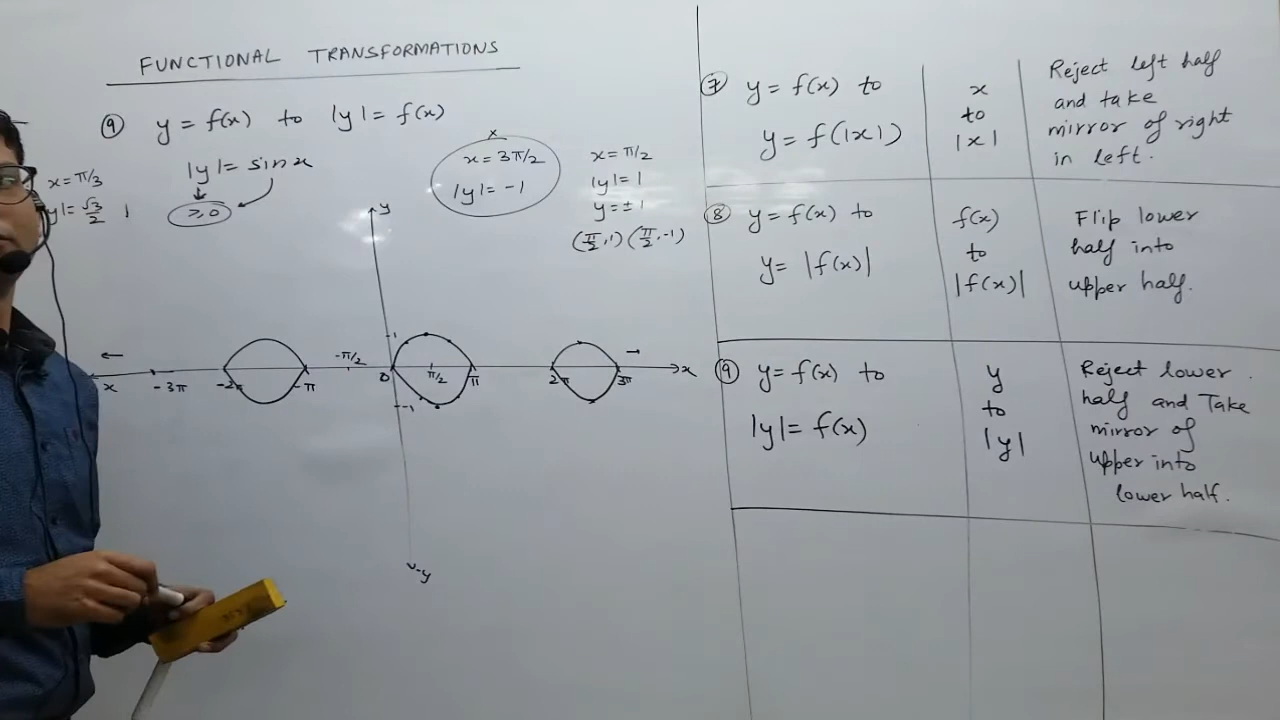 FUNCTIONAL TRANSFORMATIONS
⑨ y = f(x) to |y| = f(x)
|y| = sin x
≥ 0
x = π/3
|y| = √3/2
x
x = 3π/2
|y| = -1
x = π/2
|y| = 1
y = ± 1
(π/2, 1) (π/2, -1)
y
1
-π/2
x
-3π
-2π
-π
0
π/2
π
2π
3π
x
-1
-y
⑦ y = f(x) to
y = f(|x|)
x
to
|x|
Reject left half
and take
mirror of right
in left.
⑧ y = f(x) to
y = |f(x)|
f(x)
to
|f(x)|
Flip lower
half into
upper half.
⑨ y = f(x) to
|y| = f(x)
y
to
|y|
Reject lower
half and Take
mirror of
upper into
lower half.